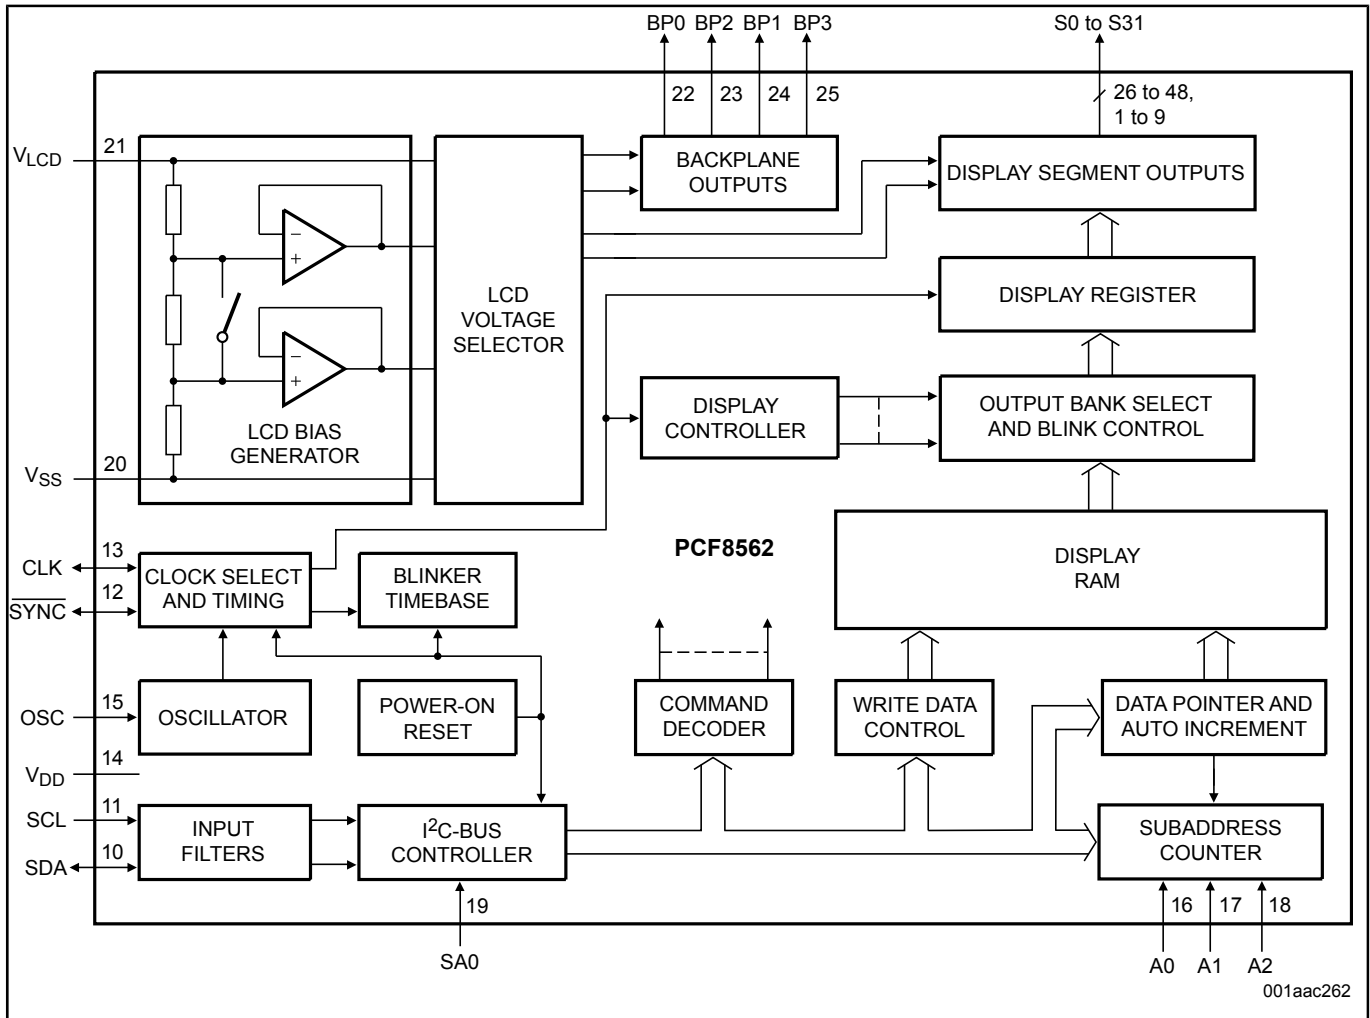 BP0 BP2 BP1 BP3
S0 to S31
22 23 24 25
26 to 48,
1 to 9
VLCD
21
BACKPLANE
OUTPUTS
DISPLAY SEGMENT OUTPUTS
−
+
−
+
LCD
VOLTAGE
SELECTOR
DISPLAY REGISTER
LCD BIAS
GENERATOR
DISPLAY
CONTROLLER
OUTPUT BANK SELECT
AND BLINK CONTROL
VSS
20
CLK
13
SYNC
12
CLOCK SELECT
AND TIMING
BLINKER
TIMEBASE
PCF8562
DISPLAY
RAM
OSC
15
OSCILLATOR
POWER-ON
RESET
COMMAND
DECODER
WRITE DATA
CONTROL
DATA POINTER AND
AUTO INCREMENT
VDD
14
SCL
11
SDA
10
INPUT
FILTERS
I²C-BUS
CONTROLLER
SUBADDRESS
COUNTER
19
16 17 18
SA0
A0 A1 A2
001aac262